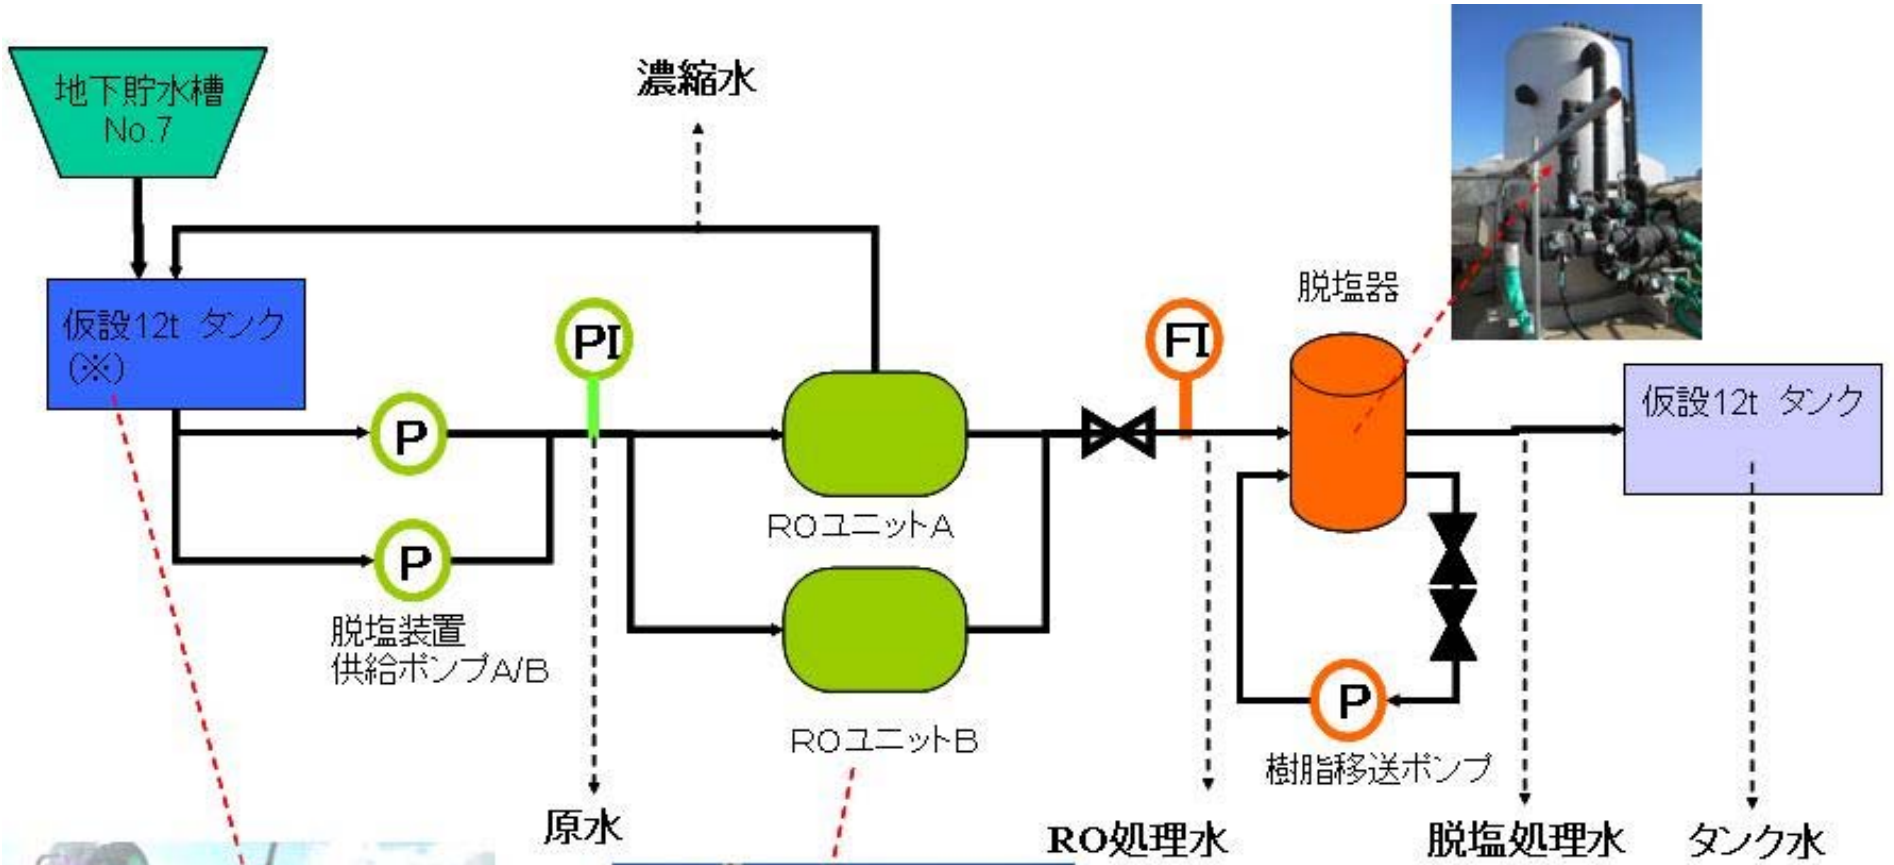 濃縮水
地下貯水槽
No.7
脱塩器
仮設12t タンク
(※)
PI
FI
仮設12t タンク
P
ROユニットA
P
脱塩装置
供給ポンプA/B
P
ROユニットB
樹脂移送ポンプ
原水
RO処理水
脱塩処理水
タンク水